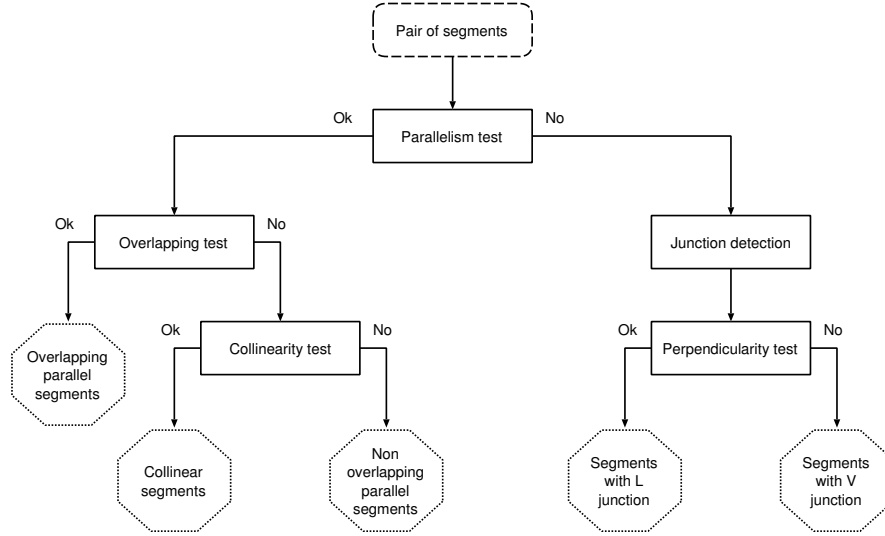 Pair of segments
Ok
No
Parallelism test
Ok
No
Overlapping test
Junction detection
Ok
No
Ok
No
Collinearity test
Perpendicularity test
Overlapping
parallel
segments
Collinear
segments
Non
overlapping
parallel
segments
Segments
with L
junction
Segments
with V
junction